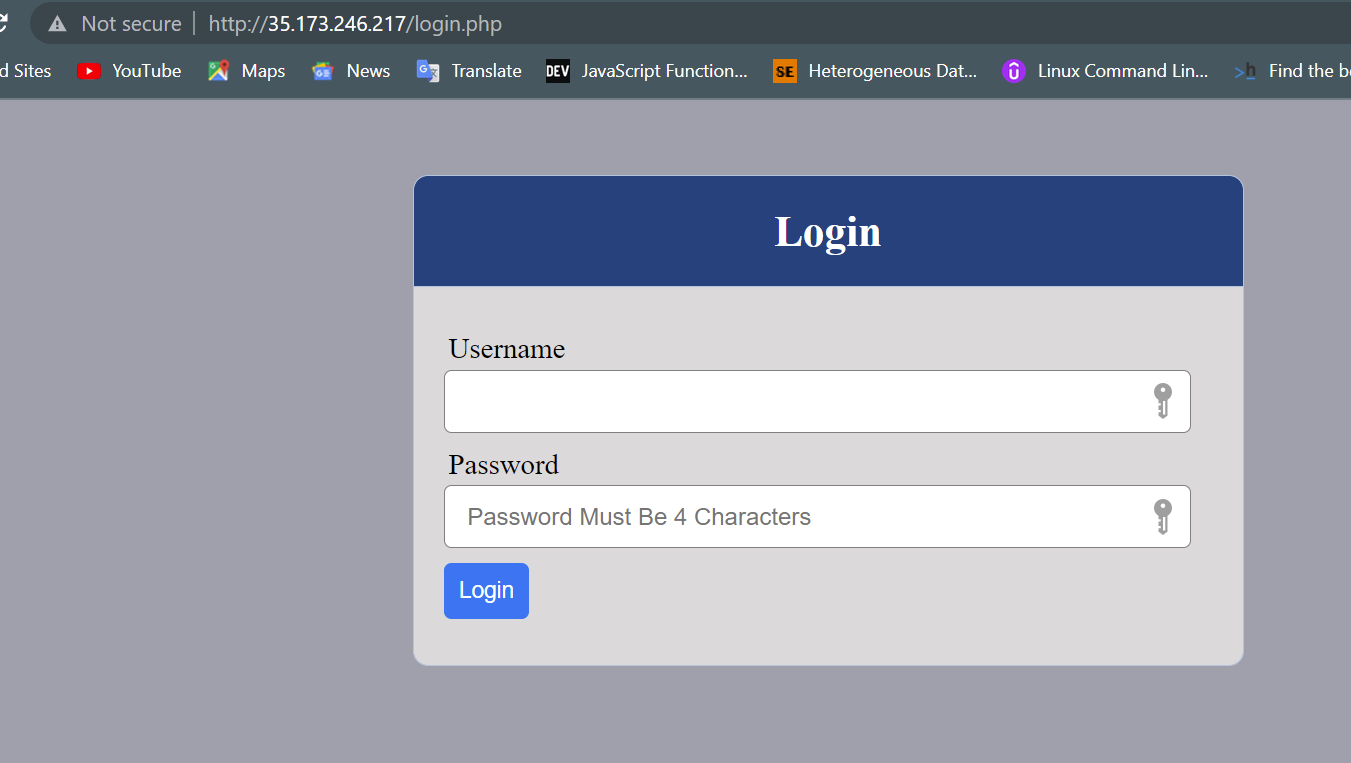 Not secure http://35.173.246.217/login.php
d Sites YouTube Maps News Translate DEV JavaScript Function... SE Heterogeneous Dat... Linux Command Lin... >h Find the b
Login
Username
Password
Password Must Be 4 Characters
Login